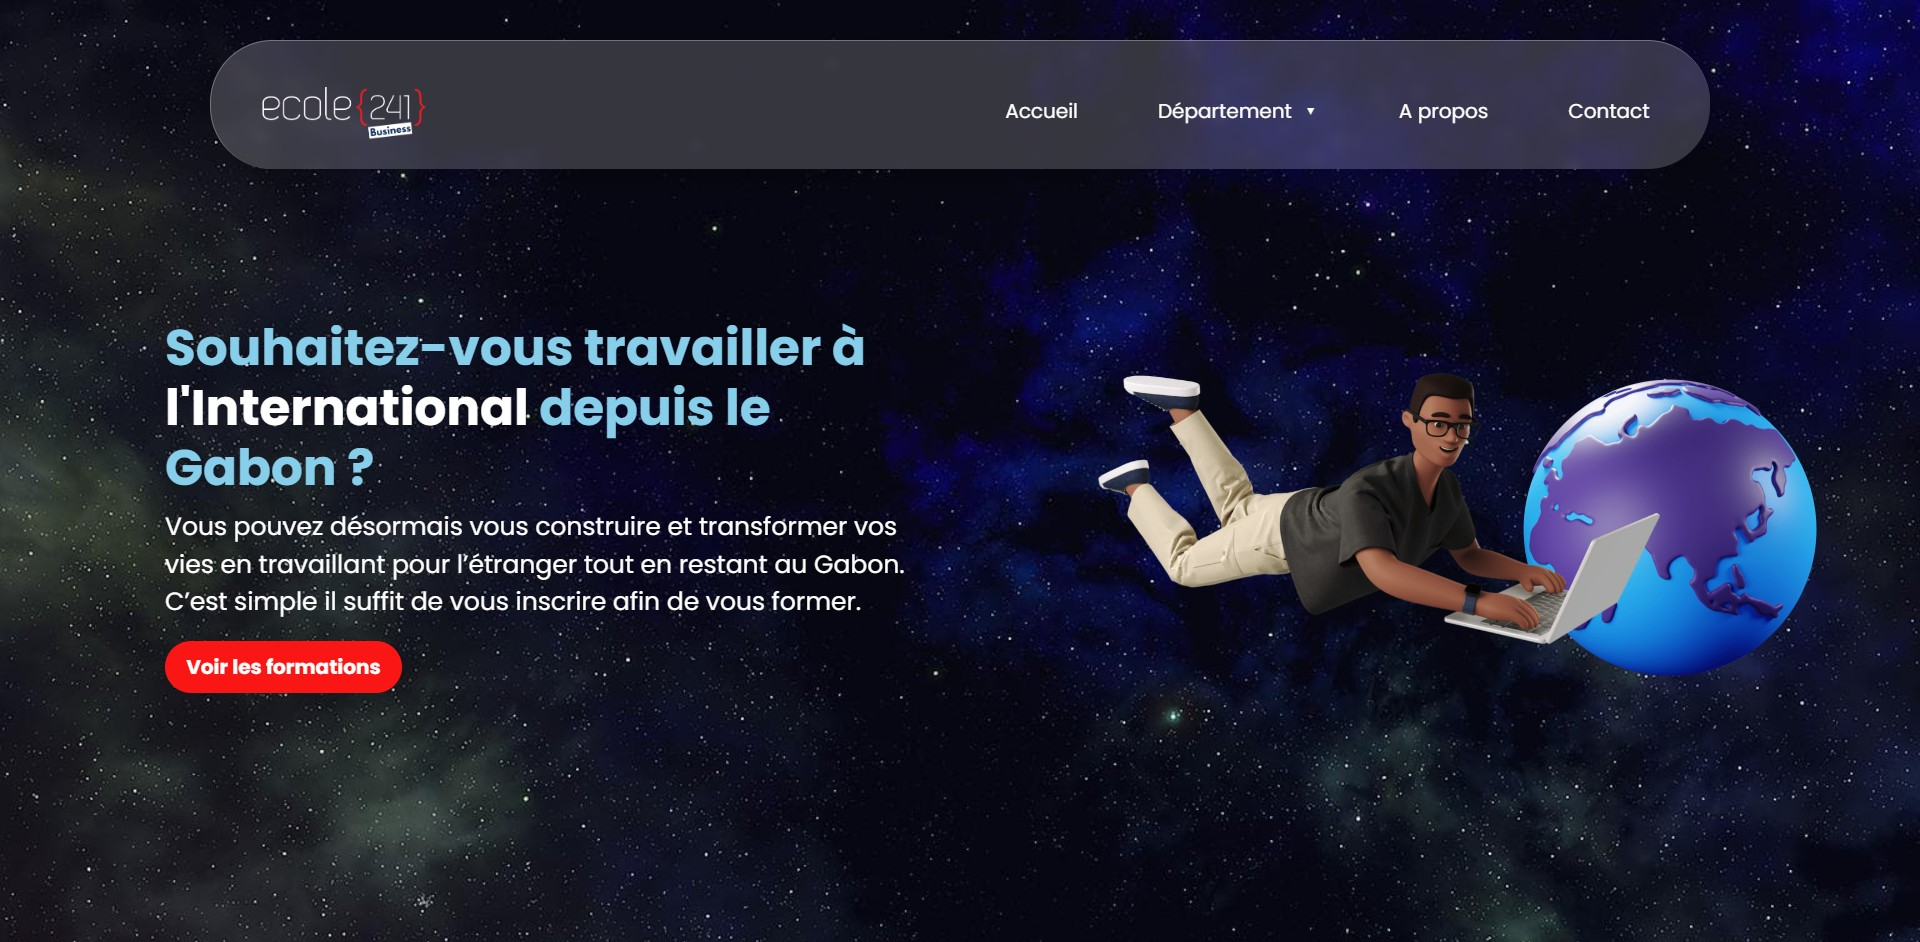 ecole{241}
Business
Accueil
Département ▼
A propos
Contact
Souhaitez-vous travailler à
l'International depuis le
Gabon ?
Vous pouvez désormais vous construire et transformer vos
vies en travaillant pour l’étranger tout en restant au Gabon.
C’est simple il suffit de vous inscrire afin de vous former.
Voir les formations